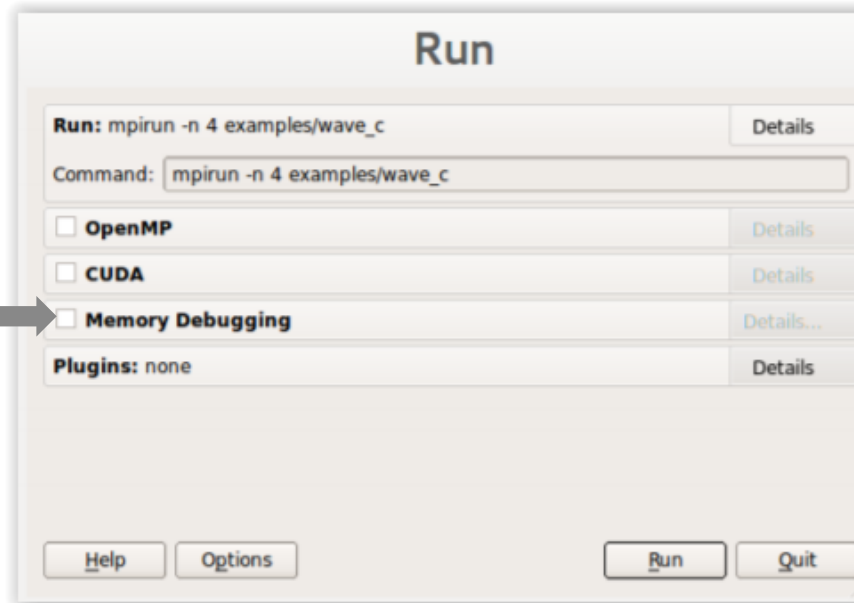 Run
Run: mpirun -n 4 examples/wave_c Details
Command: mpirun -n 4 examples/wave_c
OpenMP Details
CUDA Details
Memory Debugging Details...
Plugins: none Details
Help Options Run Quit